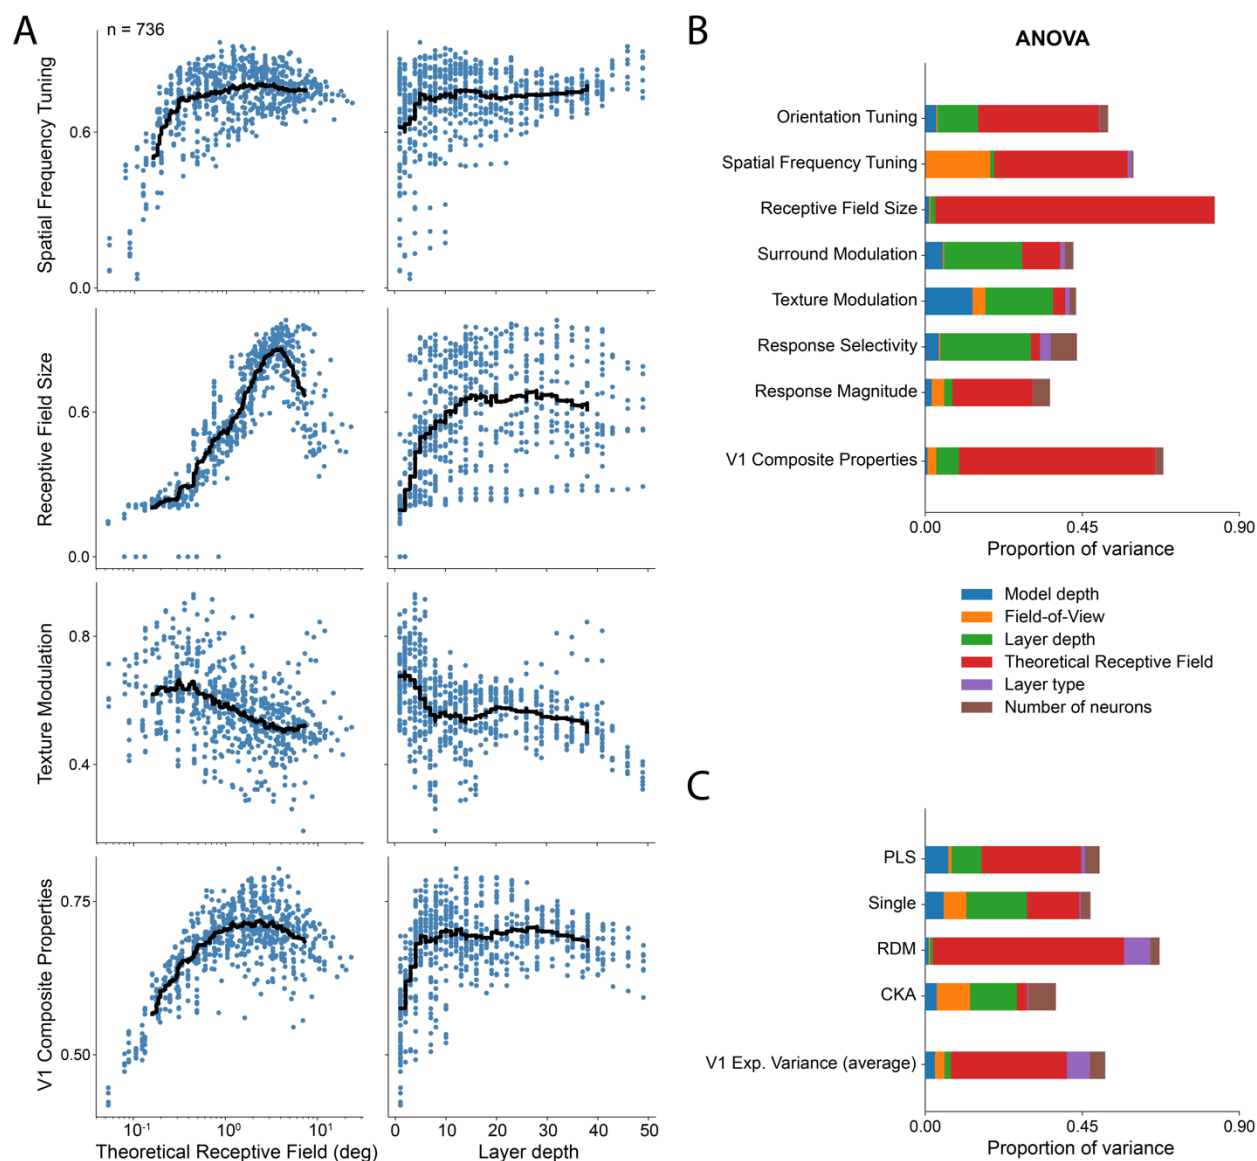 A
n = 736
Spatial Frequency Tuning
0.6
0.0
Receptive Field Size
0.6
0.0
Texture Modulation
0.8
0.4
V1 Composite Properties
0.75
0.50
10-1 100 101
Theoretical Receptive Field (deg)
0 10 20 30 40 50
Layer depth
B
ANOVA
Orientation Tuning
Spatial Frequency Tuning
Receptive Field Size
Surround Modulation
Texture Modulation
Response Selectivity
Response Magnitude
V1 Composite Properties
0.00 0.45 0.90
Proportion of variance
Model depth
Field-of-View
Layer depth
Theoretical Receptive Field
Layer type
Number of neurons
C
PLS
Single
RDM
CKA
V1 Exp. Variance (average)
0.00 0.45 0.90
Proportion of variance